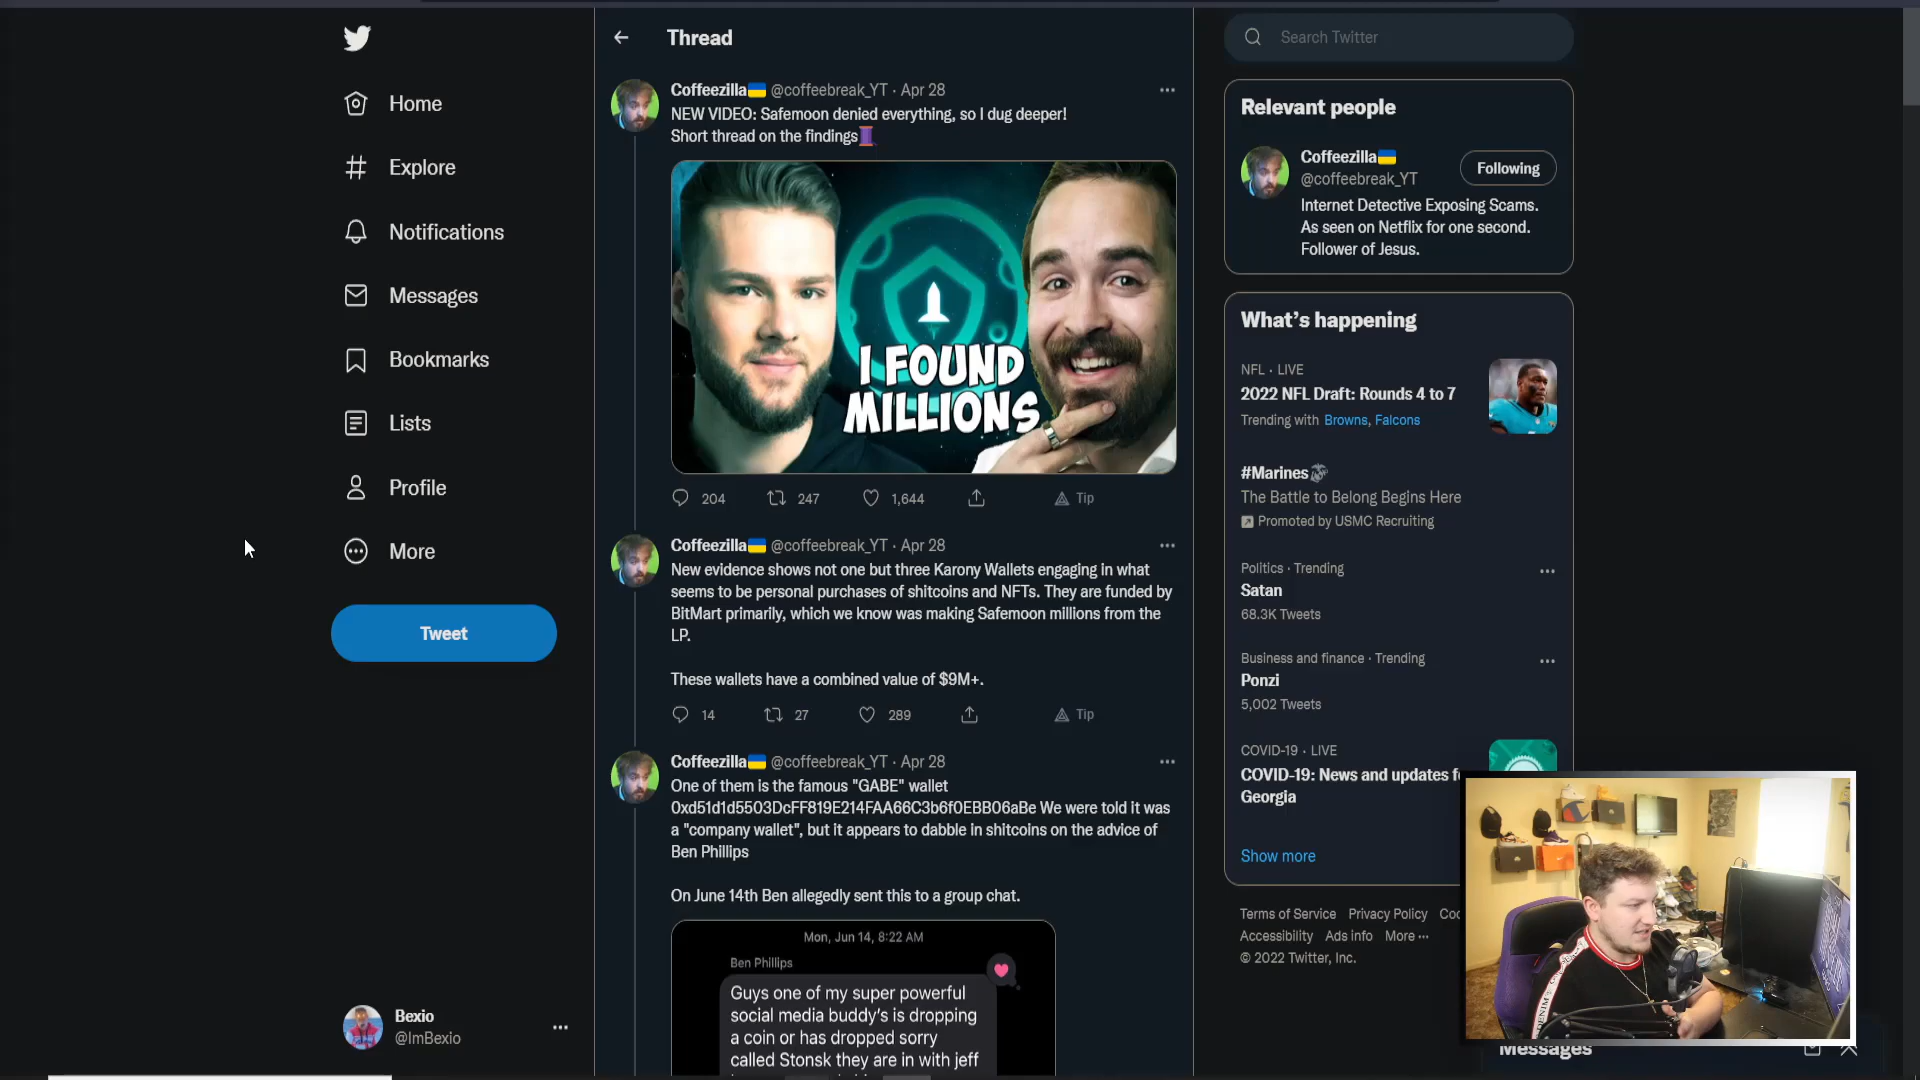 Home
Explore
Notifications
Messages
Bookmarks
Lists
Profile
More
Tweet
Bexio
@ImBexio
Thread
Coffeezilla🇺🇦 @coffeebreak_YT · Apr 28
NEW VIDEO: Safemoon denied everything, so I dug deeper!
Short thread on the findings🧵
I FOUND
MILLIONS
204 247 1,644 Tip
Coffeezilla🇺🇦 @coffeebreak_YT · Apr 28
New evidence shows not one but three Karony Wallets engaging in what
seems to be personal purchases of shitcoins and NFTs. They are funded by
BitMart primarily, which we know was making Safemoon millions from the
LP.
These wallets have a combined value of $9M+.
14 27 289 Tip
Coffeezilla🇺🇦 @coffeebreak_YT · Apr 28
One of them is the famous "GABE" wallet
0xd51d1d5503DcFF819E214FAA66C3b6f0EBB06aBe We were told it was
a "company wallet", but it appears to dabble in shitcoins on the advice of
Ben Phillips
On June 14th Ben allegedly sent this to a group chat.
Mon, Jun 14, 8:22 AM
Ben Phillips
Guys one of my super powerful
social media buddy's is dropping
a coin or has dropped sorry
called Stonsk they are in with jeff
Search Twitter
Relevant people
Coffeezilla🇺🇦
@coffeebreak_YT
Following
Internet Detective Exposing Scams.
As seen on Netflix for one second.
Follower of Jesus.
What's happening
NFL · LIVE
2022 NFL Draft: Rounds 4 to 7
Trending with Browns, Falcons
#Marines
The Battle to Belong Begins Here
Promoted by USMC Recruiting
Politics · Trending
Satan
68.3K Tweets
Business and finance · Trending
Ponzi
5,002 Tweets
COVID-19 · LIVE
COVID-19: News and updates f
Georgia
Show more
Terms of Service Privacy Policy Coo
Accessibility Ads info More ···
© 2022 Twitter, Inc.
Messages